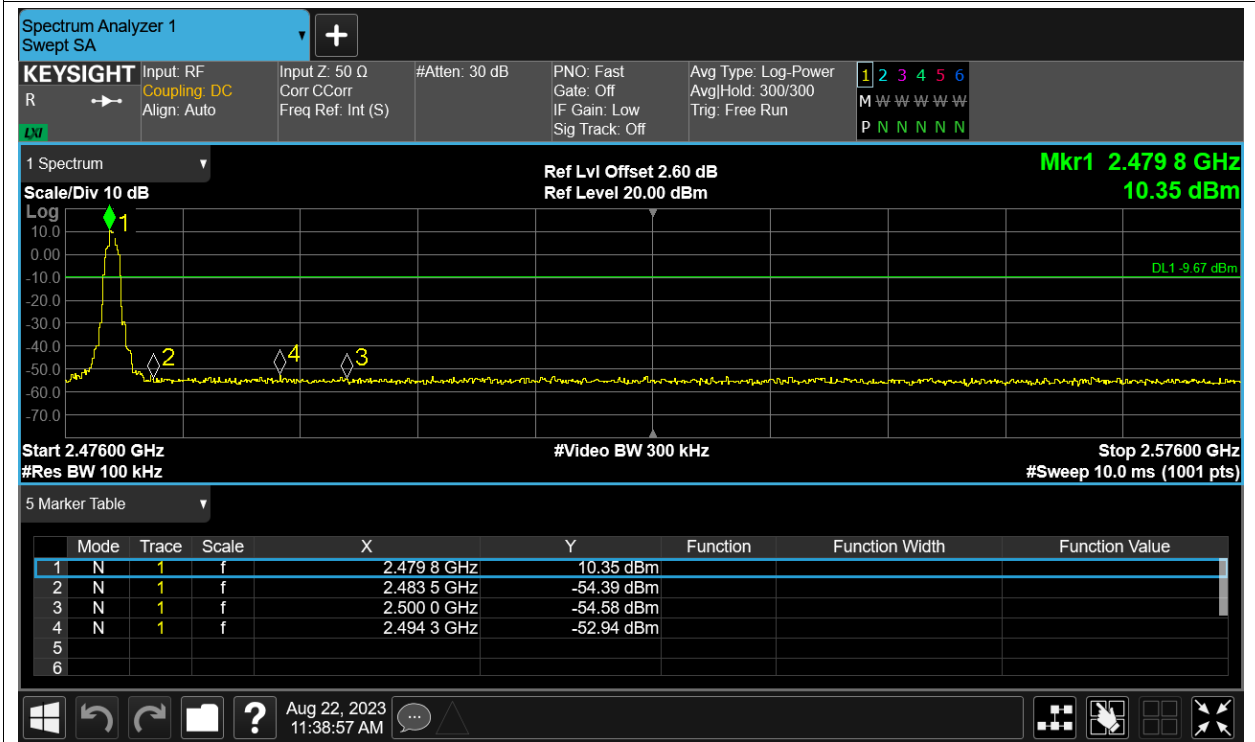 Spectrum Analyzer 1
Swept SA
+
KEYSIGHT
R
LXI
Input: RF
Coupling: DC
Align: Auto
Input Z: 50 Ω
Corr CCorr
Freq Ref: Int (S)
#Atten: 30 dB
PNO: Fast
Gate: Off
IF Gain: Low
Sig Track: Off
Avg Type: Log-Power
Avg|Hold: 300/300
Trig: Free Run
1 2 3 4 5 6
M W W W W W
P N N N N N
1 Spectrum
Scale/Div 10 dB
Ref Lvl Offset 2.60 dB
Ref Level 20.00 dBm
Mkr1 2.479 8 GHz
10.35 dBm
Log
10.0
0.00
-10.0
-20.0
-30.0
-40.0
-50.0
-60.0
-70.0
1
2
4
3
DL1 -9.67 dBm
Start 2.47600 GHz
#Video BW 300 kHz
Stop 2.57600 GHz
#Res BW 100 kHz
#Sweep 10.0 ms (1001 pts)
5 Marker Table
Mode Trace Scale X Y Function Function Width Function Value
1 N 1 f 2.479 8 GHz 10.35 dBm
2 N 1 f 2.483 5 GHz -54.39 dBm
3 N 1 f 2.500 0 GHz -54.58 dBm
4 N 1 f 2.494 3 GHz -52.94 dBm
5
6
?
Aug 22, 2023
11:38:57 AM